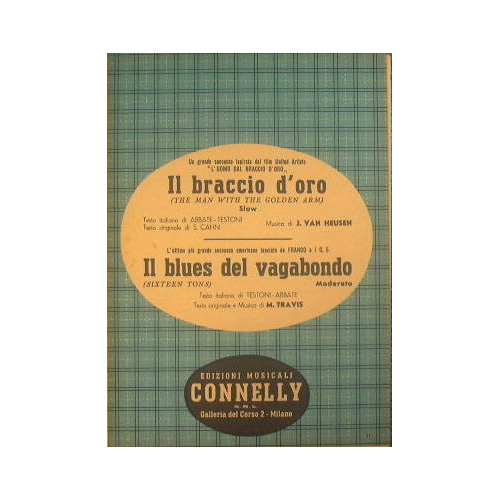 Un grande successo ispirato dal film United Artists
"L'UOMO DAL BRACCIO D'ORO„
Il braccio d'oro
(THE MAN WITH THE GOLDEN ARM)
Slow
Testo italiano di ABBATE-TESTONI
Testo originale di S. CAHN
Musica di J. VAN HEUSEN
L'ultimo più grande successo americano lanciato da FRANCO e i G. 5
Il blues del vagabondo
(SIXTEEN TONS) Moderato
Testo italiano di TESTONI-ABBATE
Testo originale e Musica di M. TRAVIS
EDIZIONI MUSICALI
CONNELLY
S. R. L.
Galleria del Corso 2 - Milano